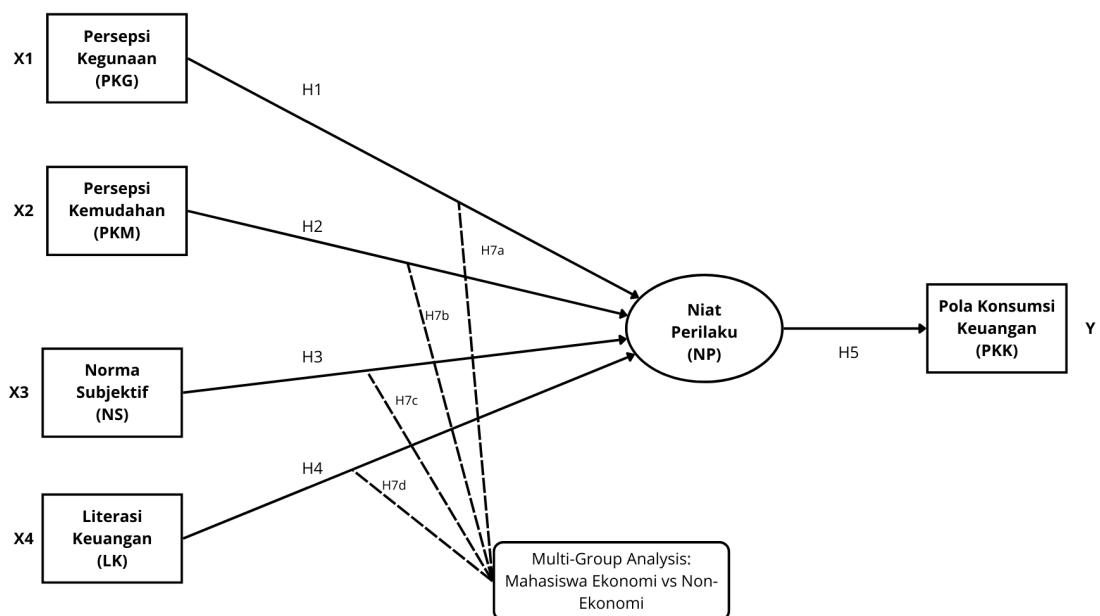 X1
Persepsi
Kegunaan
(PKG)
H1
X2
Persepsi
Kemudahan
(PKM)
H2
H7a
H7b
X3
Norma
Subjektif
(NS)
H3
H7c
X4
Literasi
Keuangan
(LK)
H4
H7d
Niat
Perilaku
(NP)
H5
Pola Konsumsi
Keuangan
(PKK)
Y
Multi-Group Analysis:
Mahasiswa Ekonomi vs Non-
Ekonomi